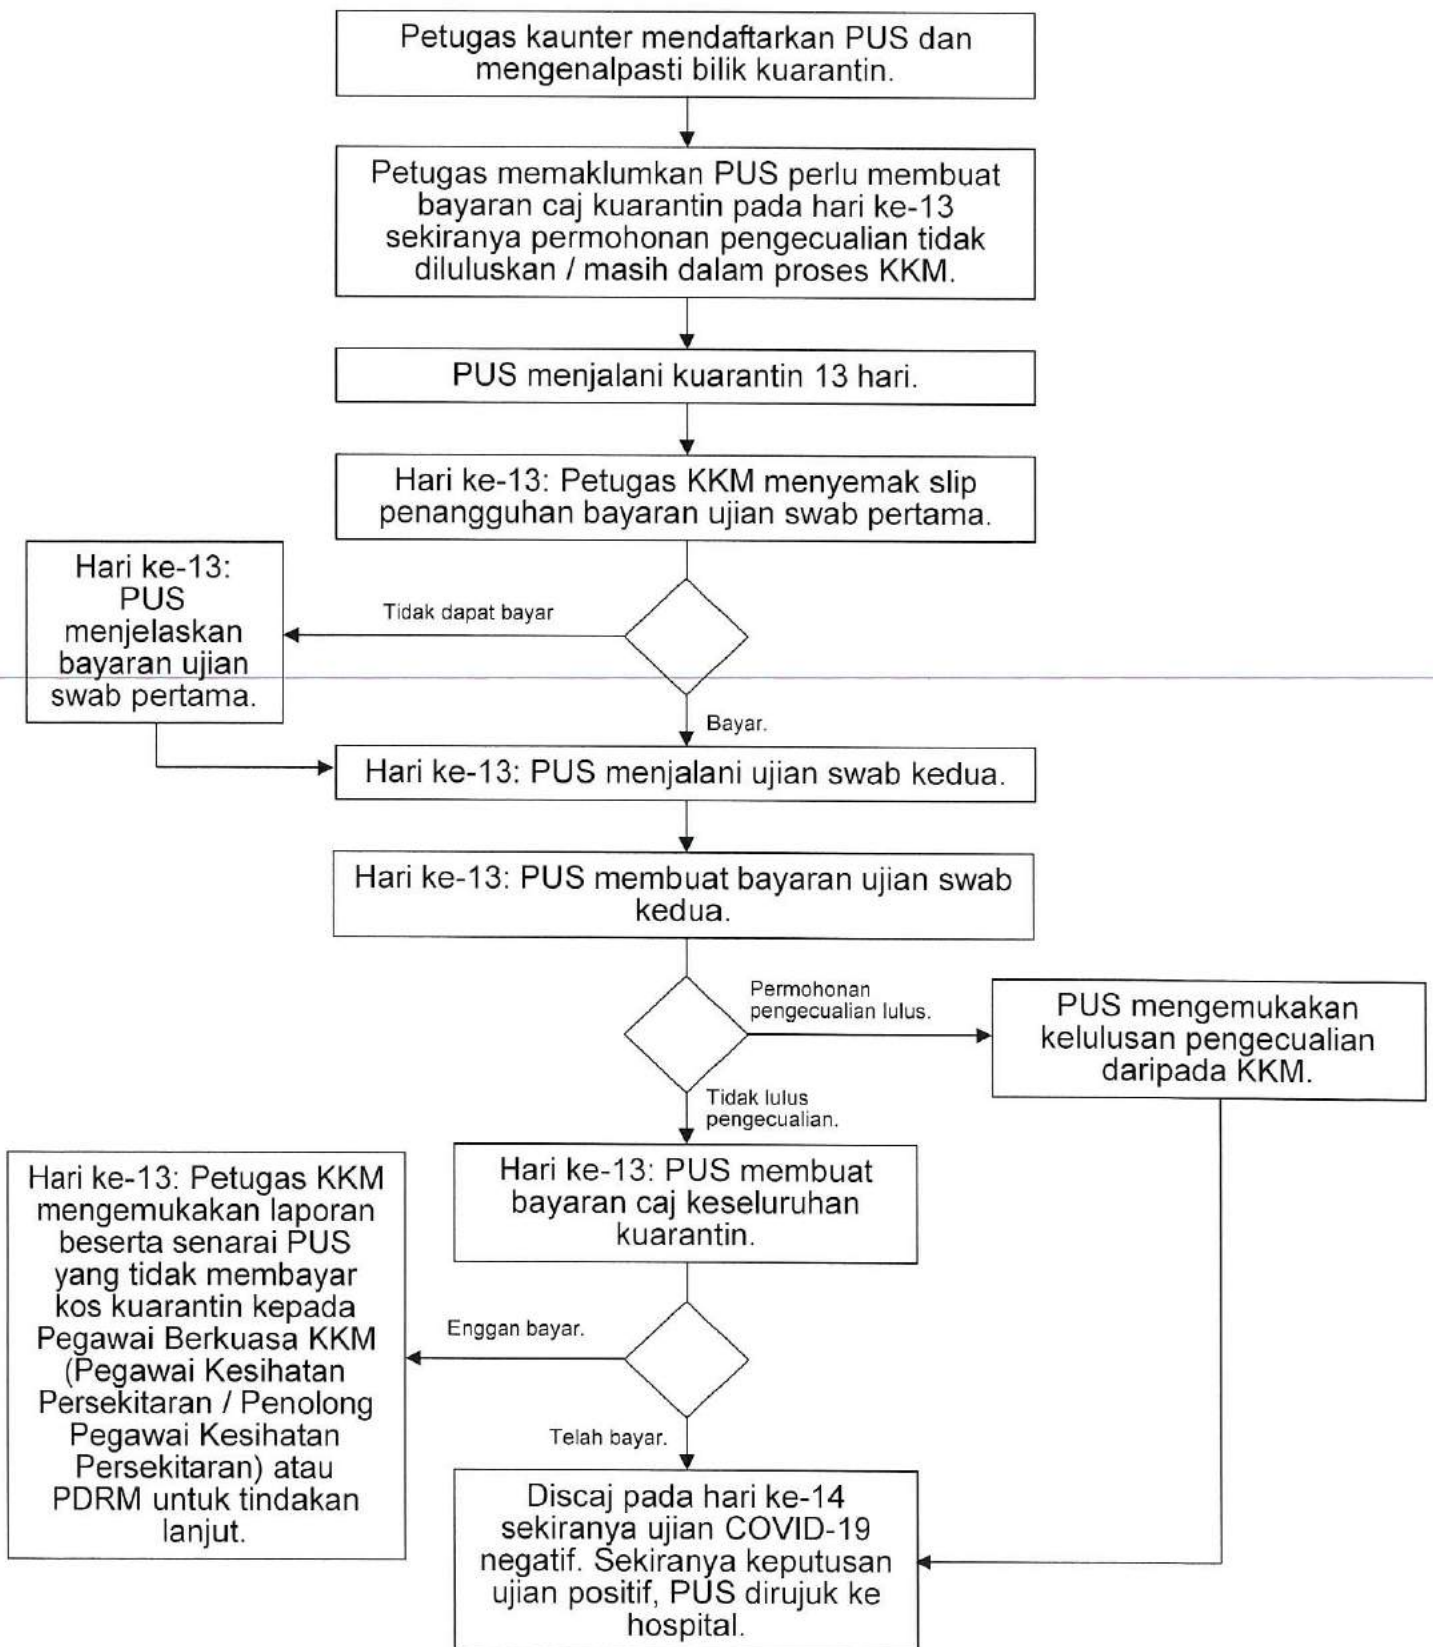 Petugas kaunter mendaftarkan PUS dan
mengenalpasti bilik kuarantin.
Petugas memaklumkan PUS perlu membuat
bayaran caj kuarantin pada hari ke-13
sekiranya permohonan pengecualian tidak
diluluskan / masih dalam proses KKM.
PUS menjalani kuarantin 13 hari.
Hari ke-13: Petugas KKM menyemak slip
penangguhan bayaran ujian swab pertama.
Tidak dapat bayar
Hari ke-13:
PUS
menjelaskan
bayaran ujian
swab pertama.
Bayar.
Hari ke-13: PUS menjalani ujian swab kedua.
Hari ke-13: PUS membuat bayaran ujian swab
kedua.
Permohonan
pengecualian lulus.
PUS mengemukakan
kelulusan pengecualian
daripada KKM.
Tidak lulus
pengecualian.
Hari ke-13: PUS membuat
bayaran caj keseluruhan
kuarantin.
Enggan bayar.
Hari ke-13: Petugas KKM
mengemukakan laporan
beserta senarai PUS
yang tidak membayar
kos kuarantin kepada
Pegawai Berkuasa KKM
(Pegawai Kesihatan
Persekitaran / Penolong
Pegawai Kesihatan
Persekitaran) atau
PDRM untuk tindakan
lanjut.
Telah bayar.
Discaj pada hari ke-14
sekiranya ujian COVID-19
negatif. Sekiranya keputusan
ujian positif, PUS dirujuk ke
hospital.